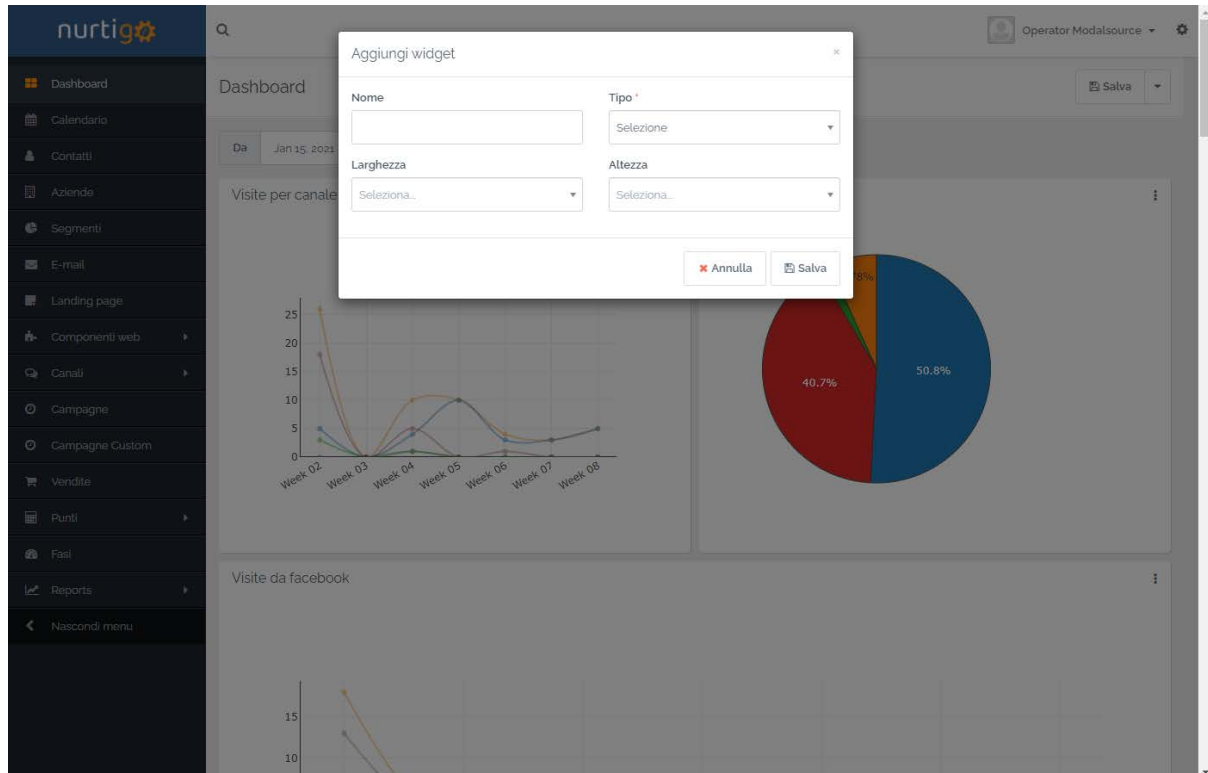 nurtigo
Operator Modalsource
Dashboard
Calendario
Contatti
Aziende
Segmenti
E-mail
Landing page
Componenti web
Canali
Campagne
Campagne Custom
Vendite
Punti
Fasi
Reports
Nascondi menu
Dashboard
Salva
Da Jan 15, 2021
Aggiungi widget ×
Nome Tipo *
Selezione
Larghezza Altezza
Seleziona... Seleziona...
Annulla Salva
Visite per canale
25
20
15
10
5
0
Week 02 Week 03 Week 04 Week 05 Week 06 Week 07 Week 08
78%
40.7% 50.8%
Visite da facebook
15
10